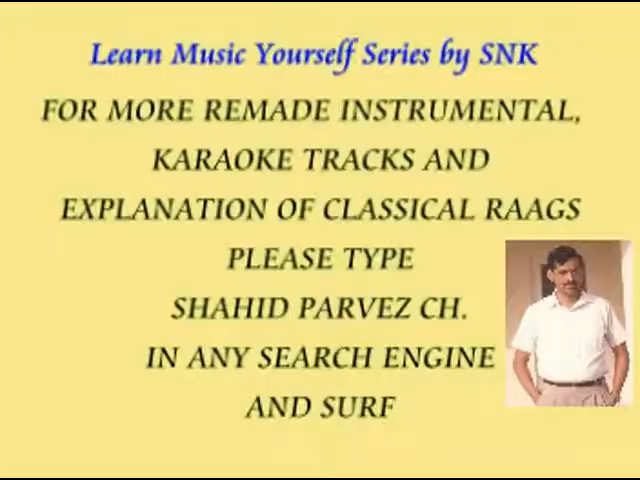 Learn Music Yourself Series by SNK
FOR MORE REMADE INSTRUMENTAL,
KARAOKE TRACKS AND
EXPLANATION OF CLASSICAL RAAGS
PLEASE TYPE
SHAHID PARVEZ CH.
IN ANY SEARCH ENGINE
AND SURF